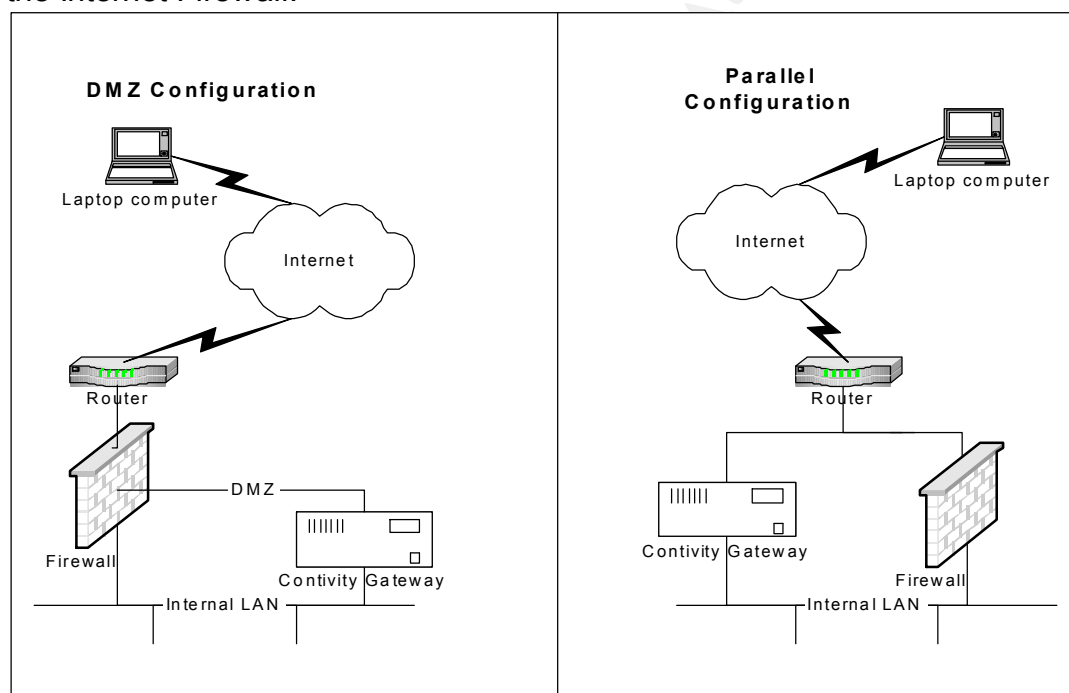 the Internet Firewall.
DMZ Configuration
Laptop computer
Internet
Router
DMZ
Firewall
Contivity Gateway
Internal LAN
Parallel
Configuration
Laptop computer
Internet
Router
Contivity Gateway
Firewall
Internal LAN